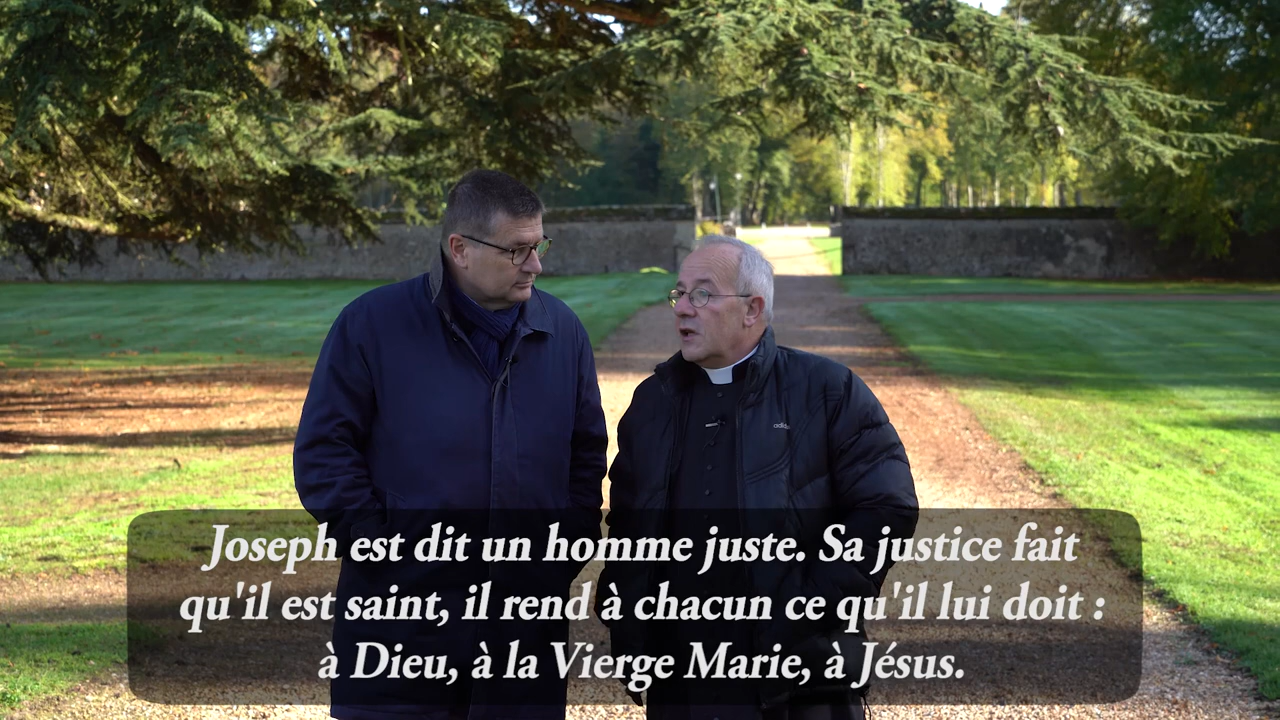 adidas
Joseph est dit un homme juste. Sa justice fait
qu'il est saint, il rend à chacun ce qu'il lui doit :
à Dieu, à la Vierge Marie, à Jésus.